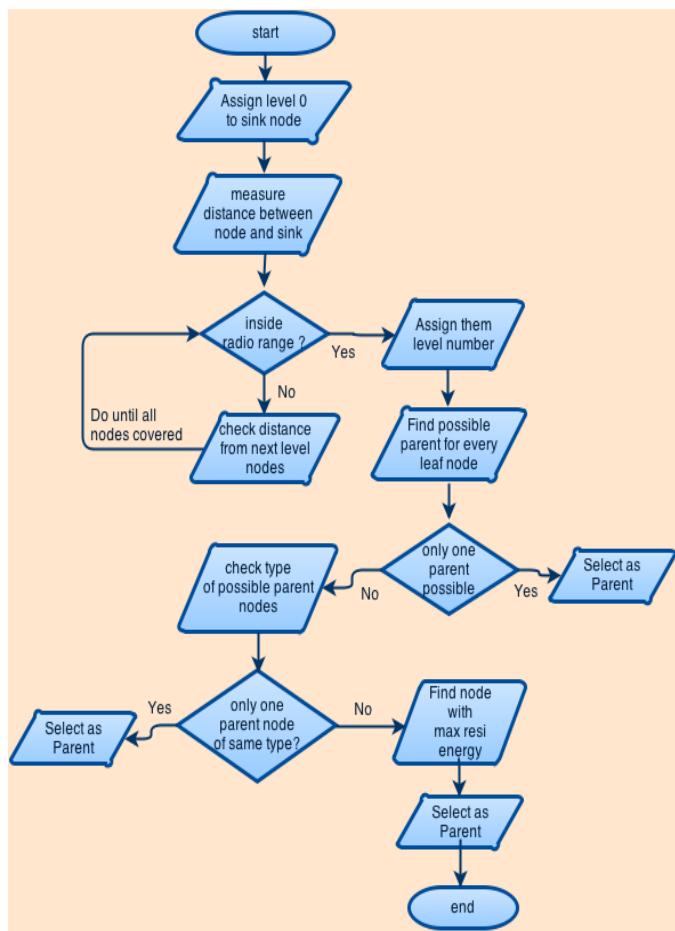 start
Assign level 0
to sink node
measure
distance between
node and sink
inside
radio range ?
Yes
Assign them
level number
No
Do until all
nodes covered
check distance
from next level
nodes
Find possible
parent for every
leaf node
only one
parent
possible
Yes
Select as
Parent
No
check type
of possible parent
nodes
only one
parent node
of same type?
Yes
Select as
Parent
No
Find node
with
max resi
energy
Select as
Parent
end